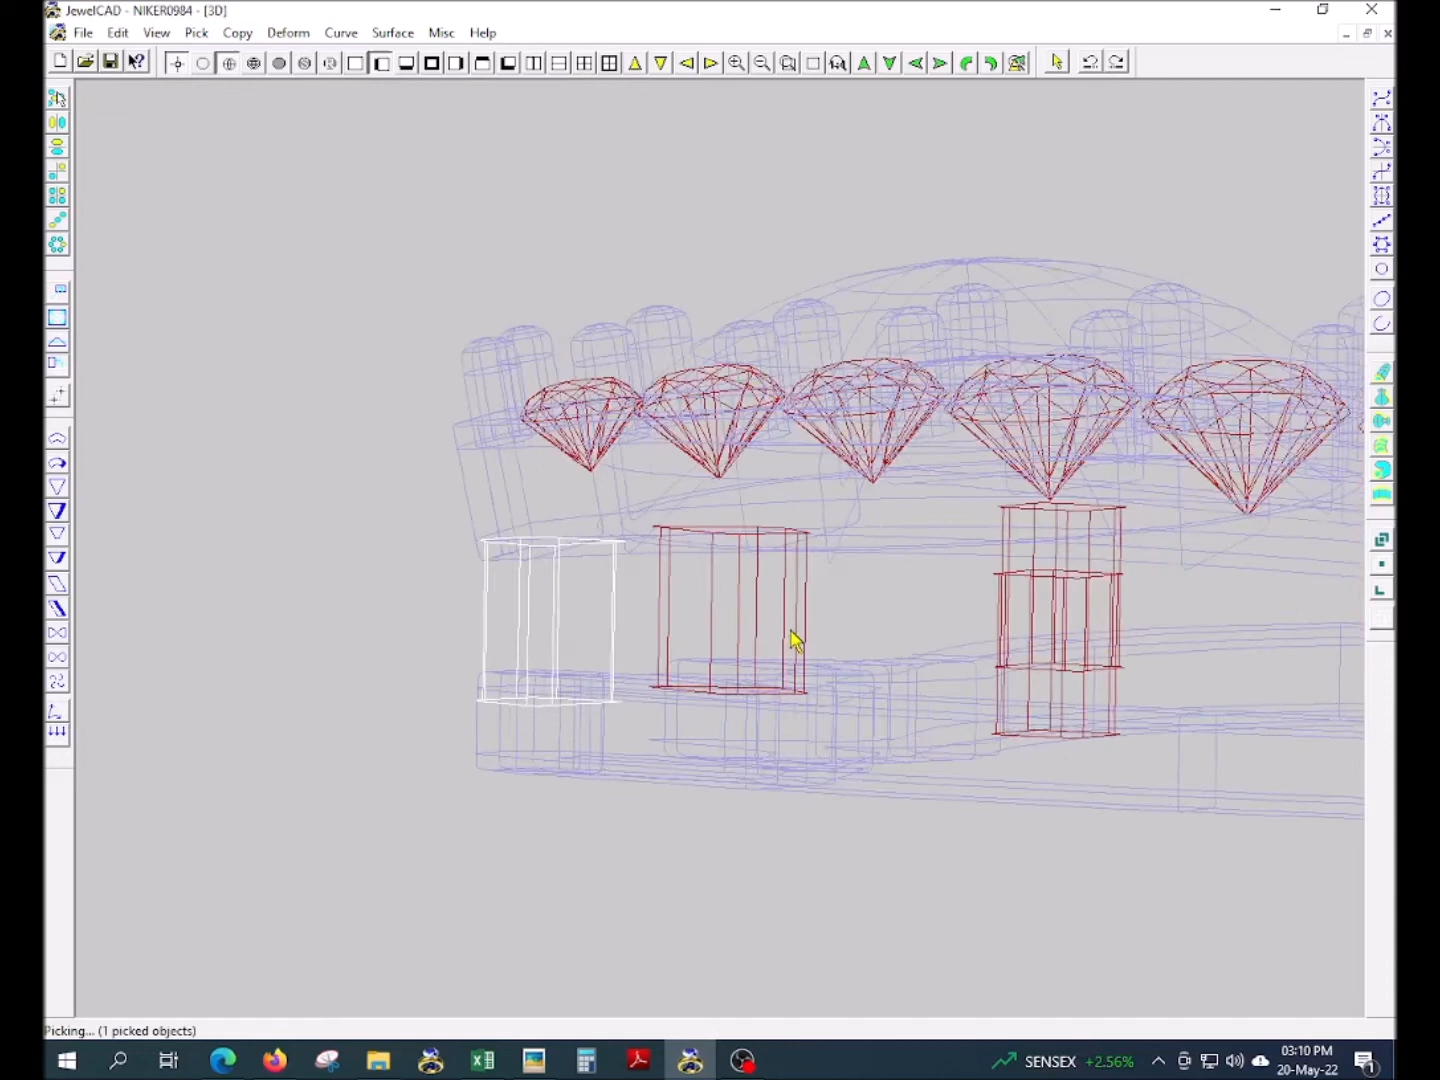 JewelCAD - NIKER0984 - [3D]
File Edit View Pick Copy Deform Curve Surface Misc Help
Picking... (1 picked objects)
SENSEX +2.56%
03:10 PM
20-May-22
1